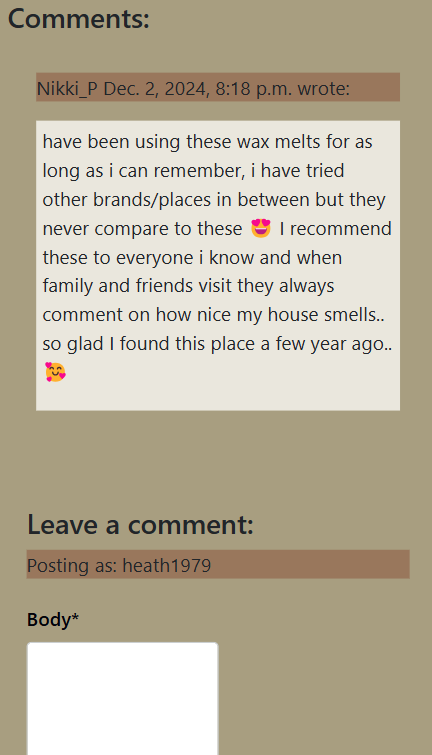 Comments:
Nikki_P Dec. 2, 2024, 8:18 p.m. wrote:
have been using these wax melts for as
long as i can remember, i have tried
other brands/places in between but they
never compare to these 😍 I recommend
these to everyone i know and when
family and friends visit they always
comment on how nice my house smells..
so glad I found this place a few year ago..
🥰
Leave a comment:
Posting as: heath1979
Body*